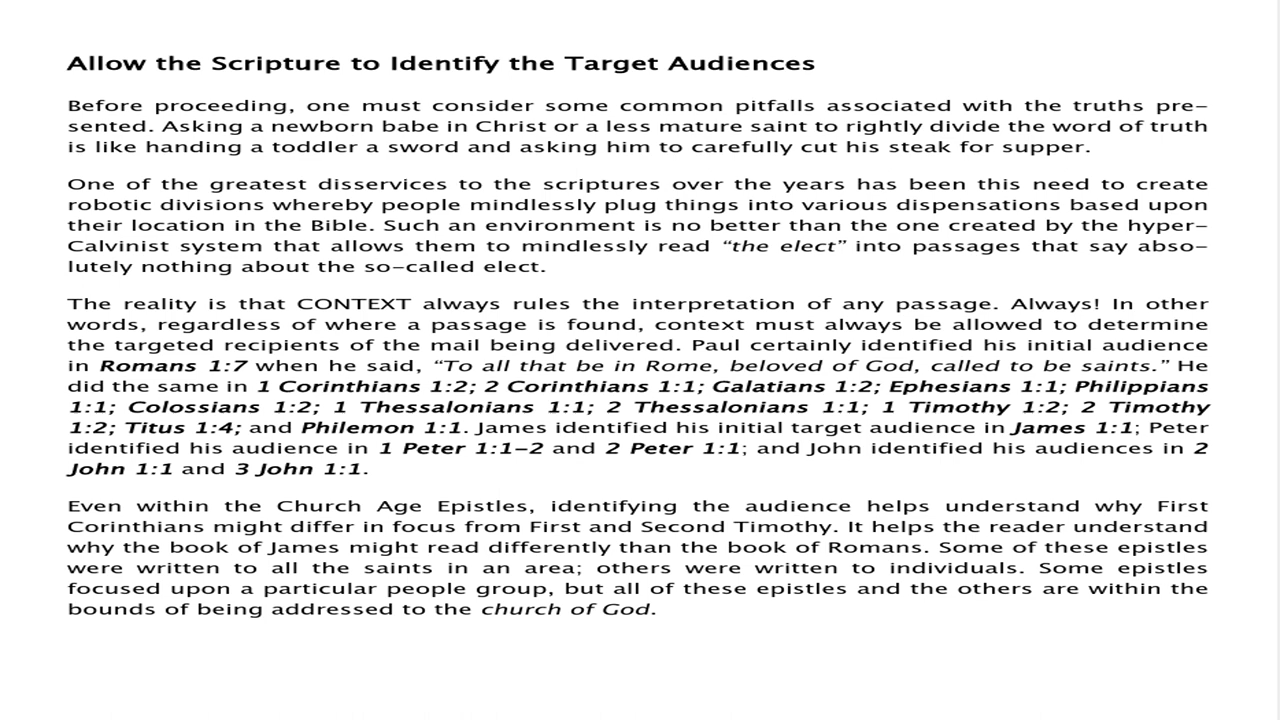 Allow the Scripture to Identify the Target Audiences
Before proceeding, one must consider some common pitfalls associated with the truths pre-
sented. Asking a newborn babe in Christ or a less mature saint to rightly divide the word of truth
is like handing a toddler a sword and asking him to carefully cut his steak for supper.
One of the greatest disservices to the scriptures over the years has been this need to create
robotic divisions whereby people mindlessly plug things into various dispensations based upon
their location in the Bible. Such an environment is no better than the one created by the hyper-
Calvinist system that allows them to mindlessly read “the elect” into passages that say abso-
lutely nothing about the so-called elect.
The reality is that CONTEXT always rules the interpretation of any passage. Always! In other
words, regardless of where a passage is found, context must always be allowed to determine
the targeted recipients of the mail being delivered. Paul certainly identified his initial audience
in Romans 1:7 when he said, “To all that be in Rome, beloved of God, called to be saints.” He
did the same in 1 Corinthians 1:2; 2 Corinthians 1:1; Galatians 1:2; Ephesians 1:1; Philippians
1:1; Colossians 1:2; 1 Thessalonians 1:1; 2 Thessalonians 1:1; 1 Timothy 1:2; 2 Timothy
1:2; Titus 1:4; and Philemon 1:1. James identified his initial target audience in James 1:1; Peter
identified his audience in 1 Peter 1:1-2 and 2 Peter 1:1; and John identified his audiences in 2
John 1:1 and 3 John 1:1.
Even within the Church Age Epistles, identifying the audience helps understand why First
Corinthians might differ in focus from First and Second Timothy. It helps the reader understand
why the book of James might read differently than the book of Romans. Some of these epistles
were written to all the saints in an area; others were written to individuals. Some epistles
focused upon a particular people group, but all of these epistles and the others are within the
bounds of being addressed to the church of God.